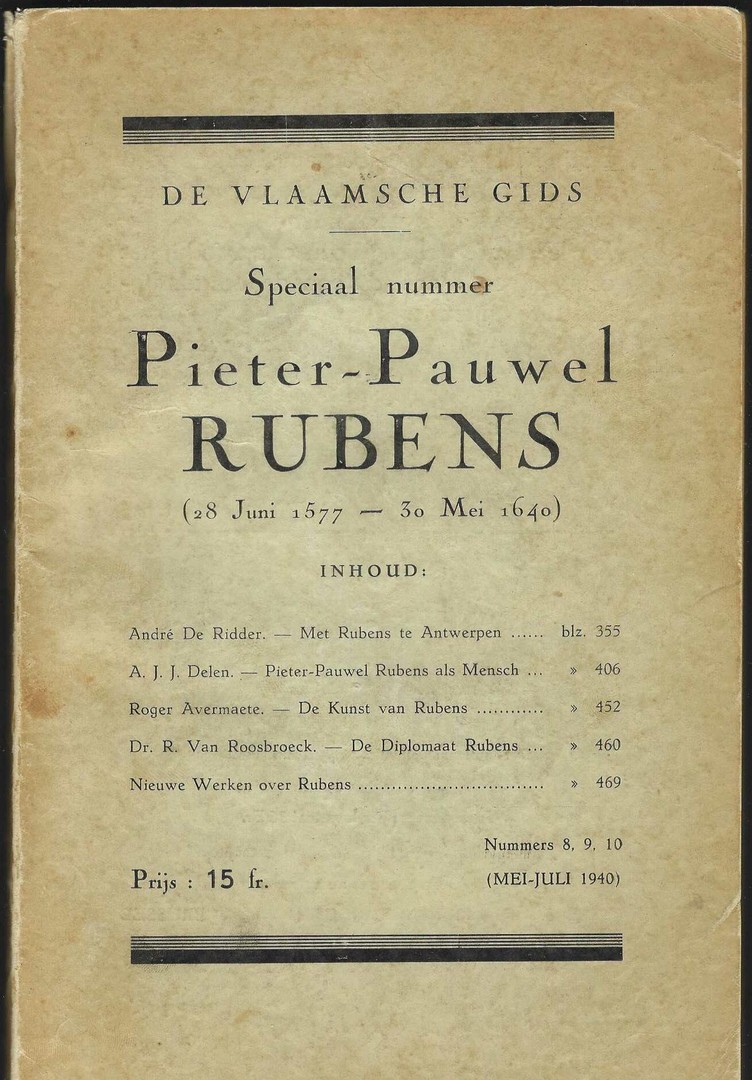 DE VLAAMSCHE GIDS
Speciaal nummer
Pieter-Pauwel
RUBENS
(28 Juni 1577 — 30 Mei 1640)
INHOUD:
André De Ridder. — Met Rubens te Antwerpen ...... blz. 355
A. J. J. Delen. — Pieter-Pauwel Rubens als Mensch ... » 406
Roger Avermaete. — De Kunst van Rubens ............ » 452
Dr. R. Van Roosbroeck. — De Diplomaat Rubens ... » 460
Nieuwe Werken over Rubens ................................. » 469
Nummers 8, 9, 10
Prijs : 15 fr. (MEI-JULI 1940)